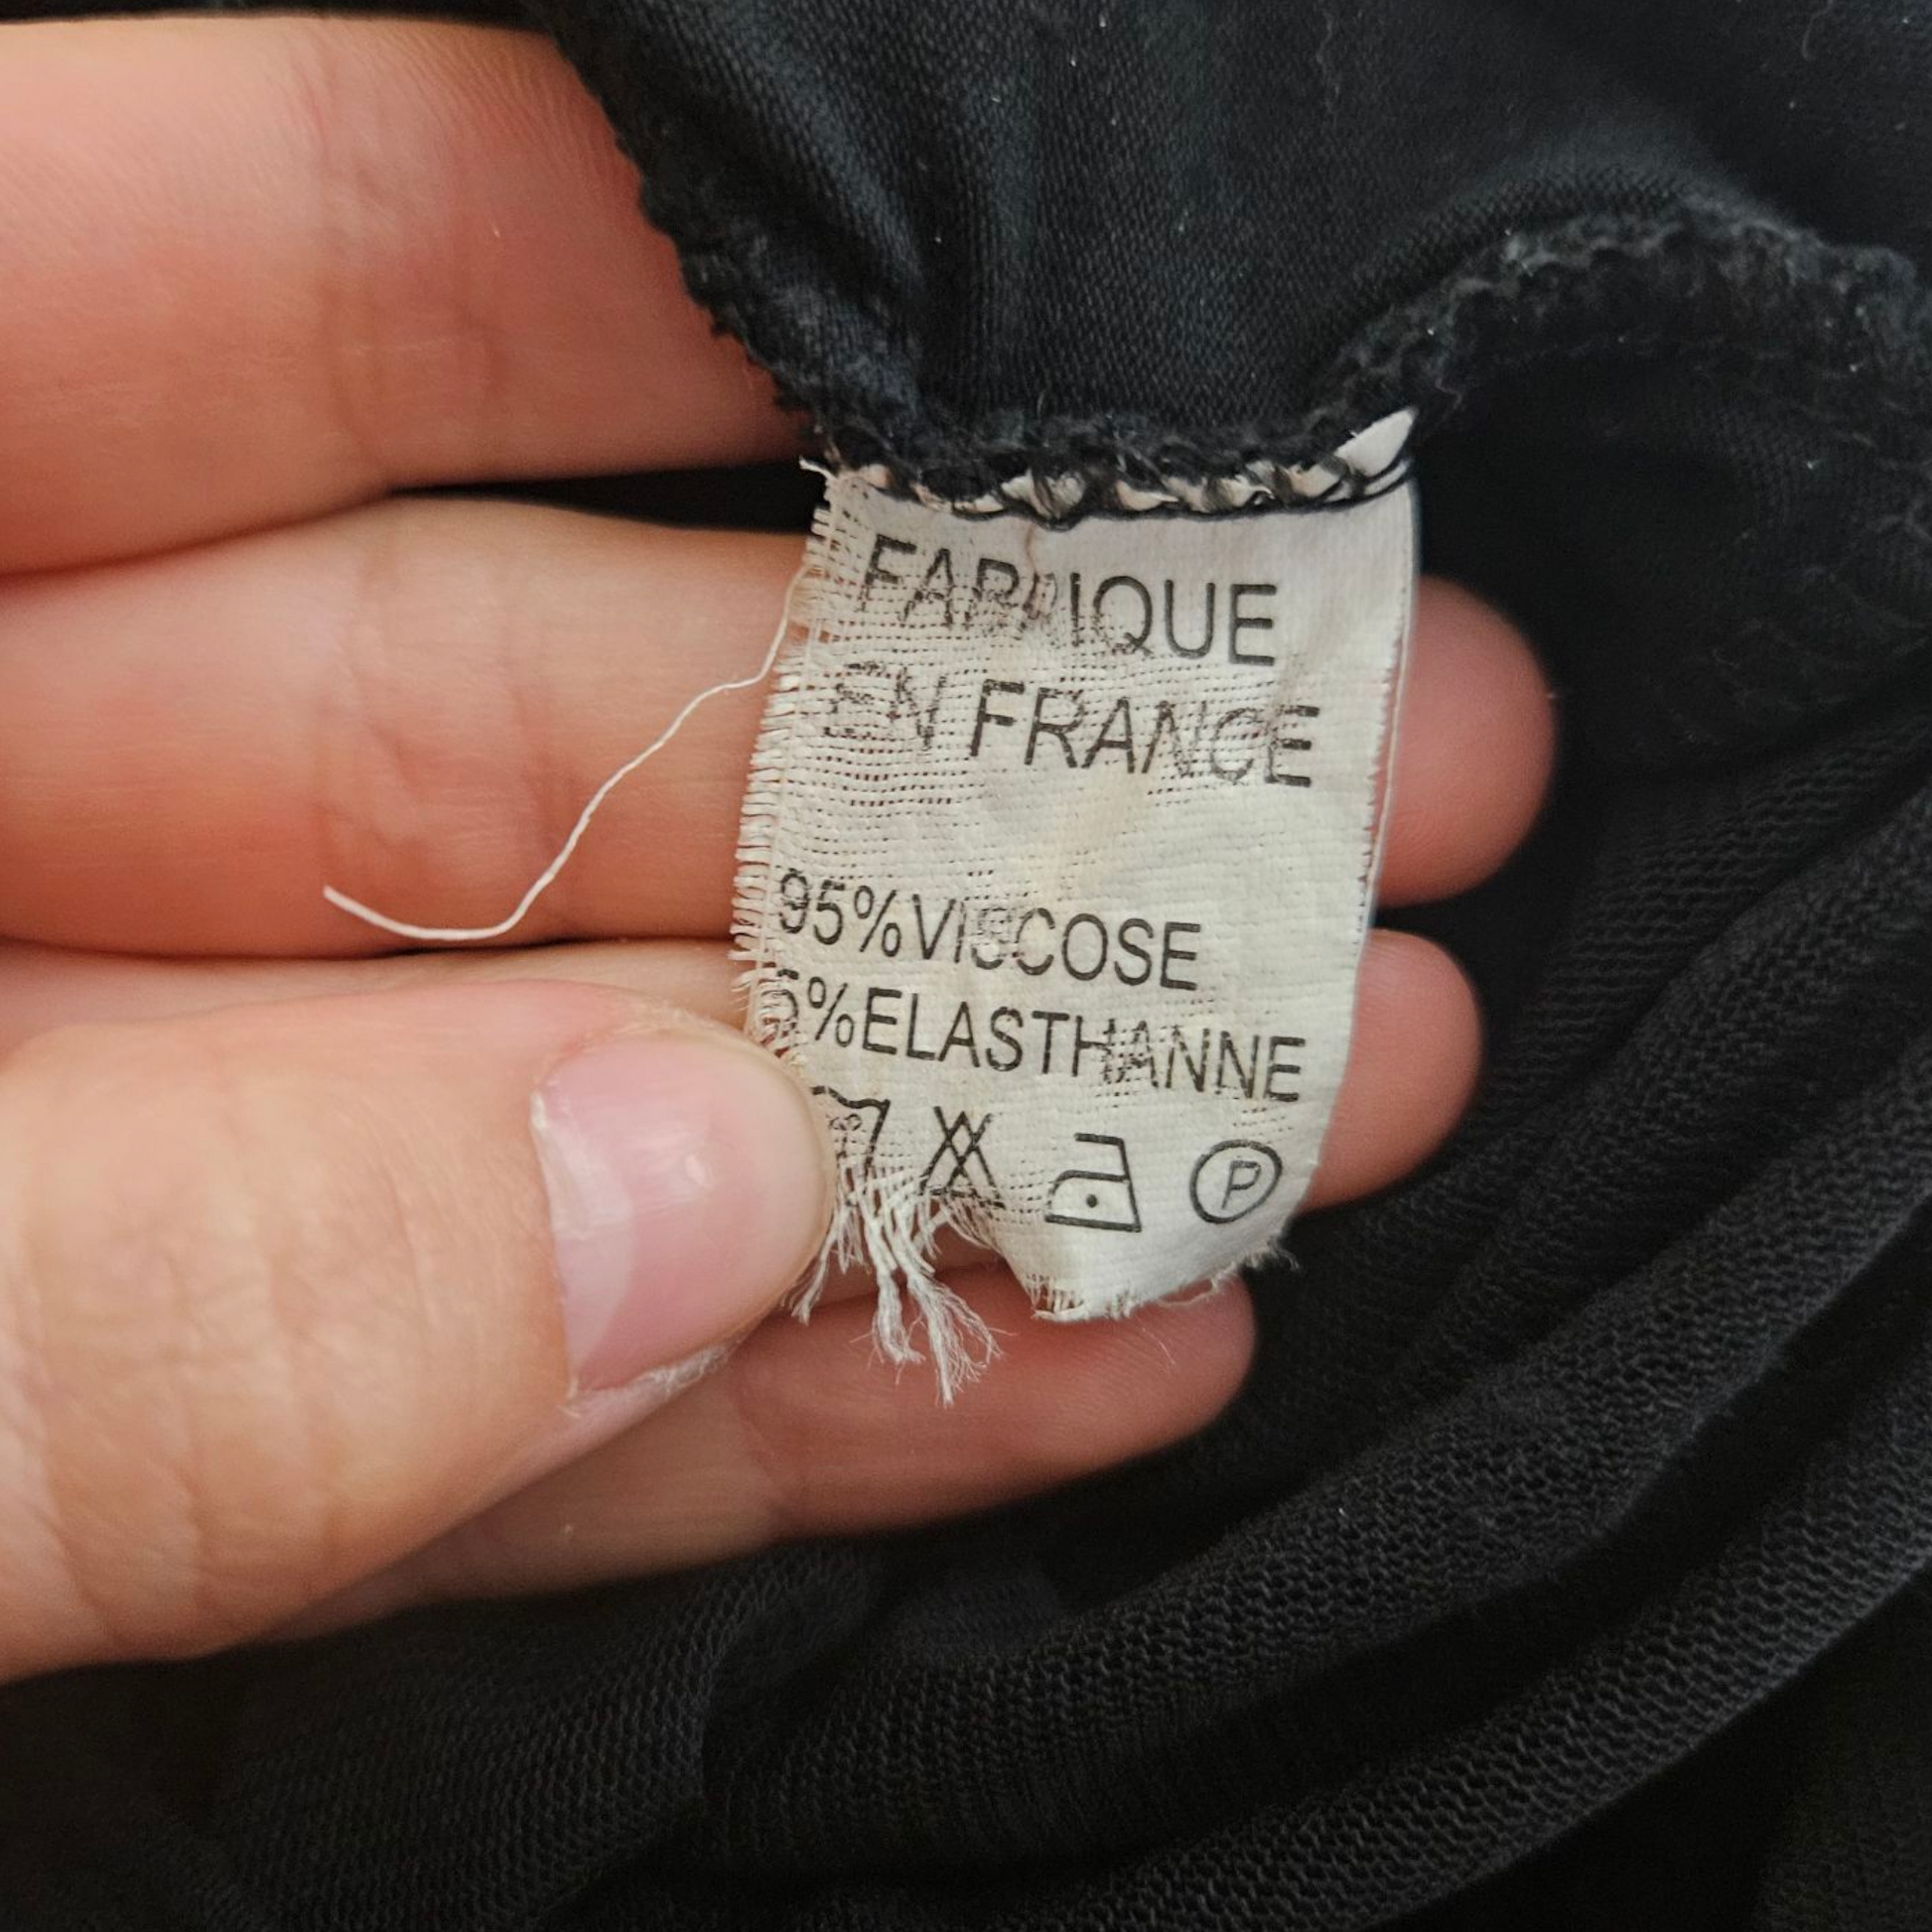 FABRIQUE
EN FRANCE
95%VISCOSE
5%ELASTHANNE
P